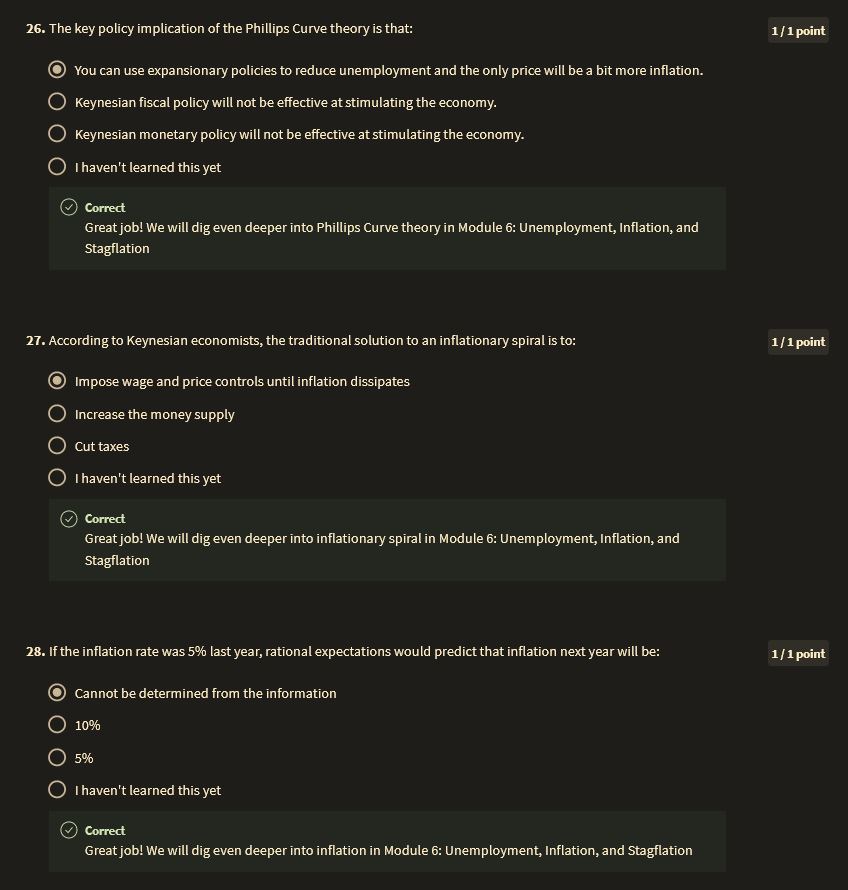 26. The key policy implication of the Phillips Curve theory is that:
1 / 1 point
You can use expansionary policies to reduce unemployment and the only price will be a bit more inflation.
Keynesian fiscal policy will not be effective at stimulating the economy.
Keynesian monetary policy will not be effective at stimulating the economy.
I haven't learned this yet
Correct
Great job! We will dig even deeper into Phillips Curve theory in Module 6: Unemployment, Inflation, and
Stagflation
27. According to Keynesian economists, the traditional solution to an inflationary spiral is to:
1 / 1 point
Impose wage and price controls until inflation dissipates
Increase the money supply
Cut taxes
I haven't learned this yet
Correct
Great job! We will dig even deeper into inflationary spiral in Module 6: Unemployment, Inflation, and
Stagflation
28. If the inflation rate was 5% last year, rational expectations would predict that inflation next year will be:
1 / 1 point
Cannot be determined from the information
10%
5%
I haven't learned this yet
Correct
Great job! We will dig even deeper into inflation in Module 6: Unemployment, Inflation, and Stagflation